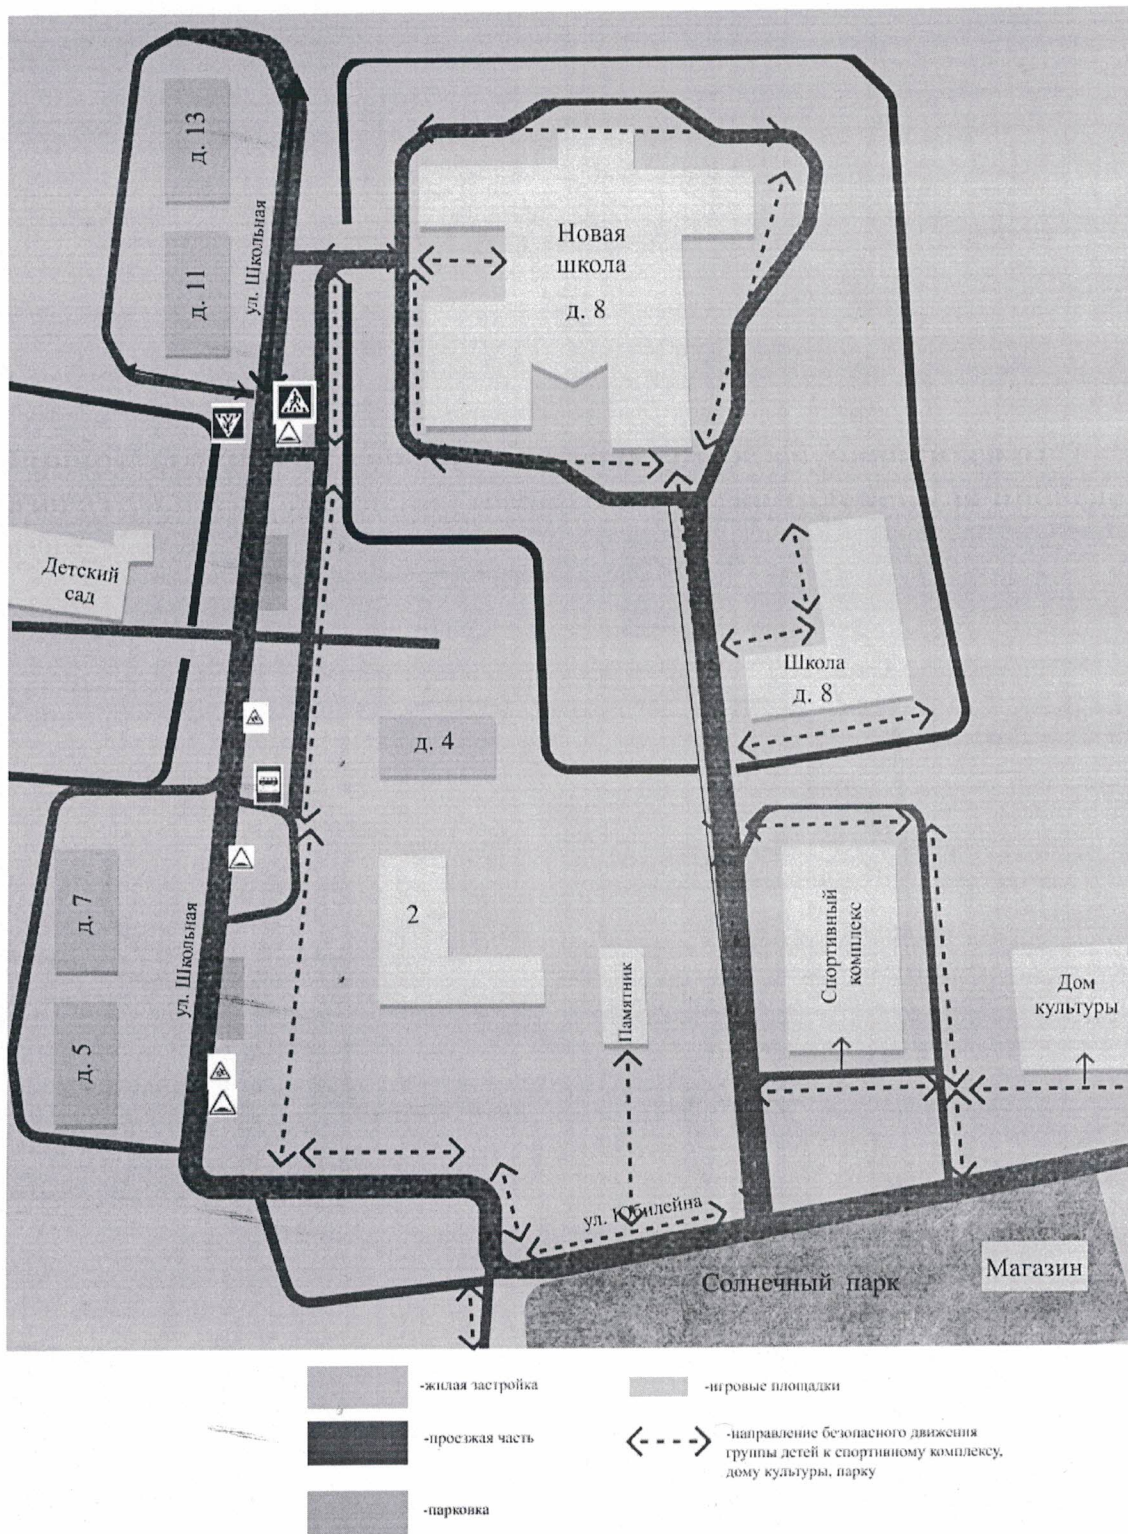 д. 13
ул. Школьная
д. 11
Новая
школа
д. 8
Детский
сад
Школа
д. 8
д. 4
д. 7
ул. Школьная
2
Спортивный
комплекс
Памятник
Дом
культуры
д. 5
ул. Юбилейна
Солнечный парк
Магазин
-жилая застройка
-игровые площадки
-проезжая часть
-направление безопасного движения
группы детей к спортивному комплексу,
дому культуры, парку
-парковка